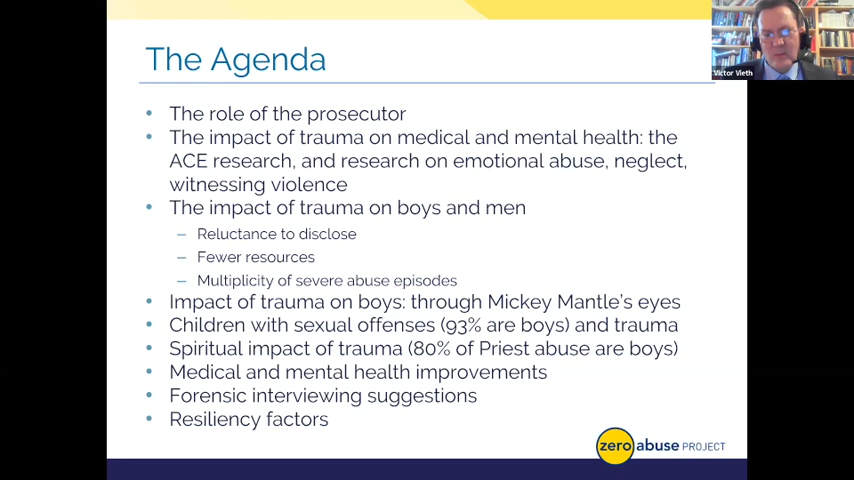 Victor Vieth
The Agenda
• The role of the prosecutor
• The impact of trauma on medical and mental health: the
ACE research, and research on emotional abuse, neglect,
witnessing violence
• The impact of trauma on boys and men
– Reluctance to disclose
– Fewer resources
– Multiplicity of severe abuse episodes
• Impact of trauma on boys: through Mickey Mantle's eyes
• Children with sexual offenses (93% are boys) and trauma
• Spiritual impact of trauma (80% of Priest abuse are boys)
• Medical and mental health improvements
• Forensic interviewing suggestions
• Resiliency factors
zero abuse PROJECT